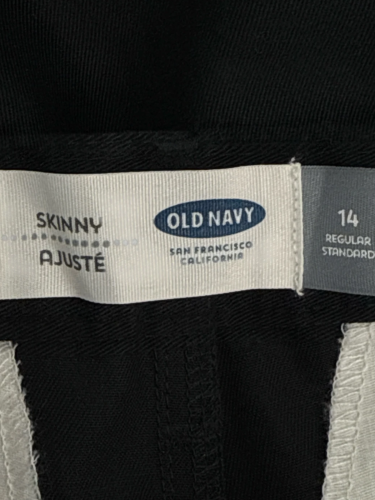 SKINNY
AJUSTÉ
OLD NAVY
SAN FRANCISCO
CALIFORNIA
14
REGULAR
STANDARD